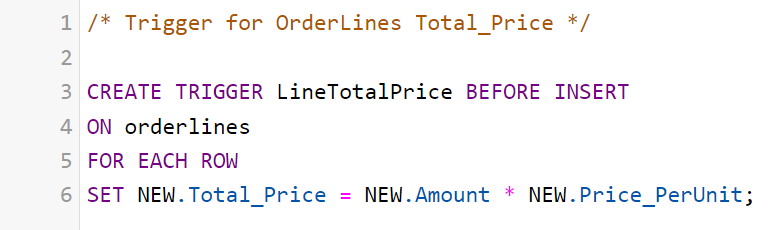 1 /* Trigger for OrderLines Total_Price */
2
3 CREATE TRIGGER LineTotalPrice BEFORE INSERT
4 ON orderlines
5 FOR EACH ROW
6 SET NEW.Total_Price = NEW.Amount * NEW.Price_PerUnit;